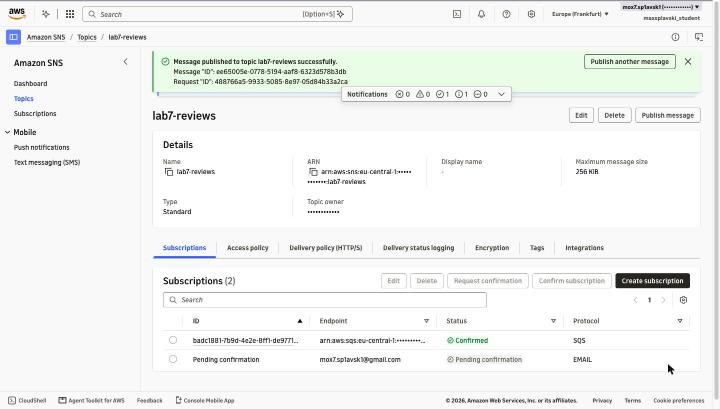 aws
Search
[Option+S]
Europe (Frankfurt)
maxsplavski_student
Amazon SNS > Topics > lab7-reviews
Amazon SNS
Dashboard
Topics
Subscriptions
Mobile
Push notifications
Text messaging (SMS)
Message published to topic lab7-reviews successfully.
Message "ID": ee65005e-0778-5194-aaf8-6323d578b3db
Request "ID": 488766a5-9933-5085-8e97-05d84b33a2ca
Publish another message
Notifications 0 0 1 1 0
lab7-reviews
Edit Delete Publish message
Details
Name
lab7-reviews
ARN
arn:aws:sns:eu-central-1:•••••
•••••••:lab7-reviews
Display name
-
Maximum message size
256 KiB
Type
Standard
Topic owner
••••••••••••
Subscriptions Access policy Delivery policy (HTTP/S) Delivery status logging Encryption Tags Integrations
Subscriptions (2)
Edit Delete Request confirmation Confirm subscription Create subscription
Search
1
ID Endpoint Status Protocol
badc1881-7b9d-4e2e-8ff1-de9771... arn:aws:sqs:eu-central-1:•••••••••... Confirmed SQS
Pending confirmation mox7.sp1avsk1@gmail.com Pending confirmation EMAIL
CloudShell Agent Toolkit for AWS Feedback Console Mobile App © 2026, Amazon Web Services, Inc. or its affiliates. Privacy Terms Cookie preferences